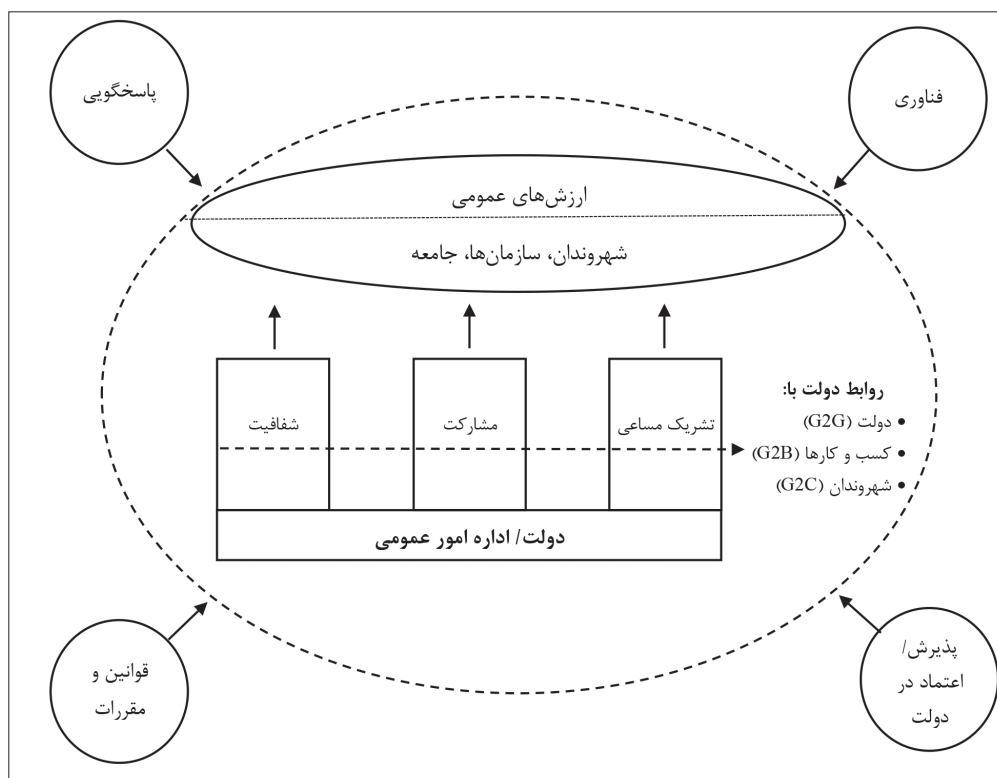 فناوری
پاسخگویی
ارزش‌های عمومی
شهروندان، سازمان‌ها، جامعه
تشریک مساعی
مشارکت
شفافیت
روابط دولت با:
• دولت (G2G)
• کسب و کارها (G2B)
• شهروندان (G2C)
دولت/ اداره امور عمومی
پذیرش/
اعتماد در
دولت
قوانین و
مقررات